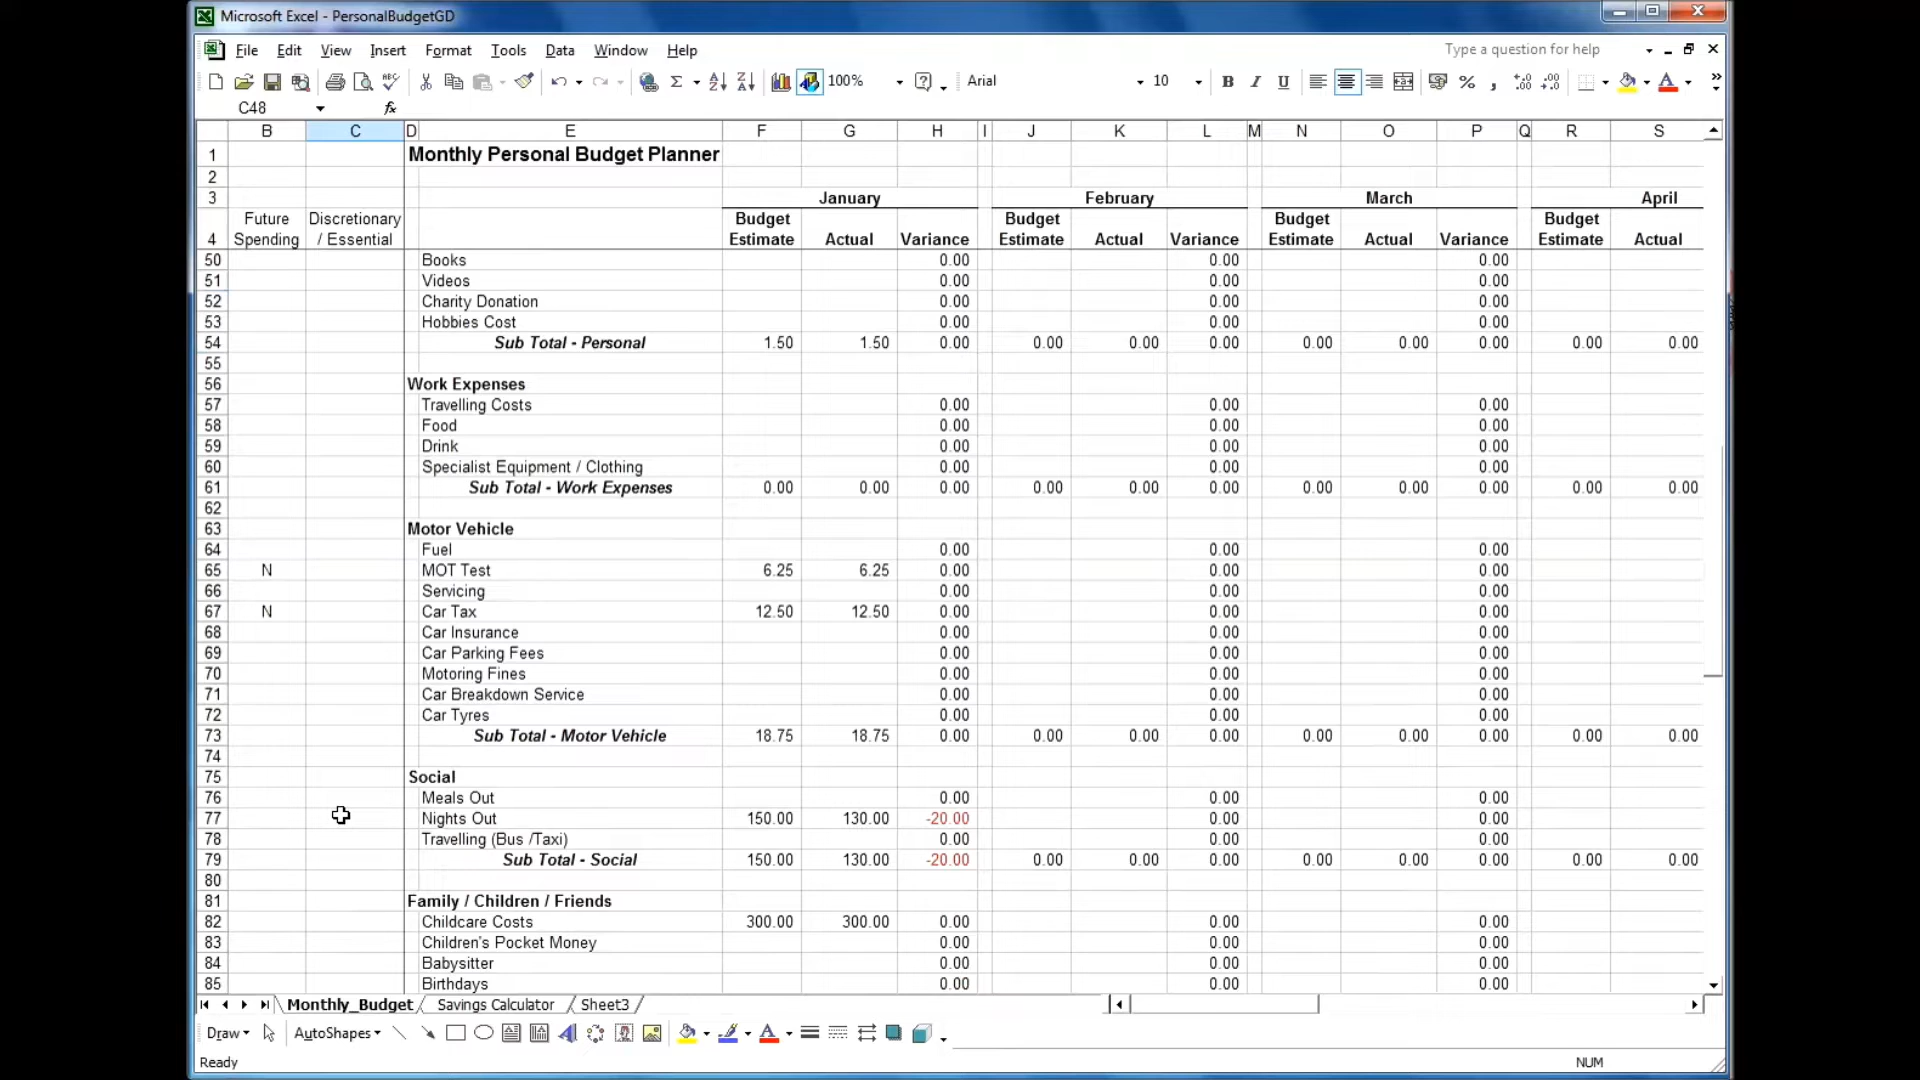 Microsoft Excel - PersonalBudgetGD
File Edit View Insert Format Tools Data Window Help Type a question for help
100% Arial 10 B I U
C48 fx
B C D E F G H I J K L M N O P Q R S
1 Monthly Personal Budget Planner
2
3 January February March April
Future Discretionary Budget Budget Budget Budget
4 Spending / Essential Estimate Actual Variance Estimate Actual Variance Estimate Actual Variance Estimate Actual
50 Books 0.00 0.00 0.00
51 Videos 0.00 0.00 0.00
52 Charity Donation 0.00 0.00 0.00
53 Hobbies Cost 0.00 0.00 0.00
54 Sub Total - Personal 1.50 1.50 0.00 0.00 0.00 0.00 0.00 0.00 0.00 0.00 0.00
55
56 Work Expenses
57 Travelling Costs 0.00 0.00 0.00
58 Food 0.00 0.00 0.00
59 Drink 0.00 0.00 0.00
60 Specialist Equipment / Clothing 0.00 0.00 0.00
61 Sub Total - Work Expenses 0.00 0.00 0.00 0.00 0.00 0.00 0.00 0.00 0.00 0.00 0.00
62
63 Motor Vehicle
64 Fuel 0.00 0.00 0.00
65 N MOT Test 6.25 6.25 0.00 0.00 0.00
66 Servicing 0.00 0.00 0.00
67 N Car Tax 12.50 12.50 0.00 0.00 0.00
68 Car Insurance 0.00 0.00 0.00
69 Car Parking Fees 0.00 0.00 0.00
70 Motoring Fines 0.00 0.00 0.00
71 Car Breakdown Service 0.00 0.00 0.00
72 Car Tyres 0.00 0.00 0.00
73 Sub Total - Motor Vehicle 18.75 18.75 0.00 0.00 0.00 0.00 0.00 0.00 0.00 0.00 0.00
74
75 Social
76 Meals Out 0.00 0.00 0.00
77 Nights Out 150.00 130.00 -20.00 0.00 0.00
78 Travelling (Bus /Taxi) 0.00 0.00 0.00
79 Sub Total - Social 150.00 130.00 -20.00 0.00 0.00 0.00 0.00 0.00 0.00 0.00 0.00
80
81 Family / Children / Friends
82 Childcare Costs 300.00 300.00 0.00 0.00 0.00
83 Children's Pocket Money 0.00 0.00 0.00
84 Babysitter 0.00 0.00 0.00
85 Birthdays 0.00 0.00 0.00
Monthly_Budget Savings Calculator Sheet3
Draw AutoShapes
Ready NUM